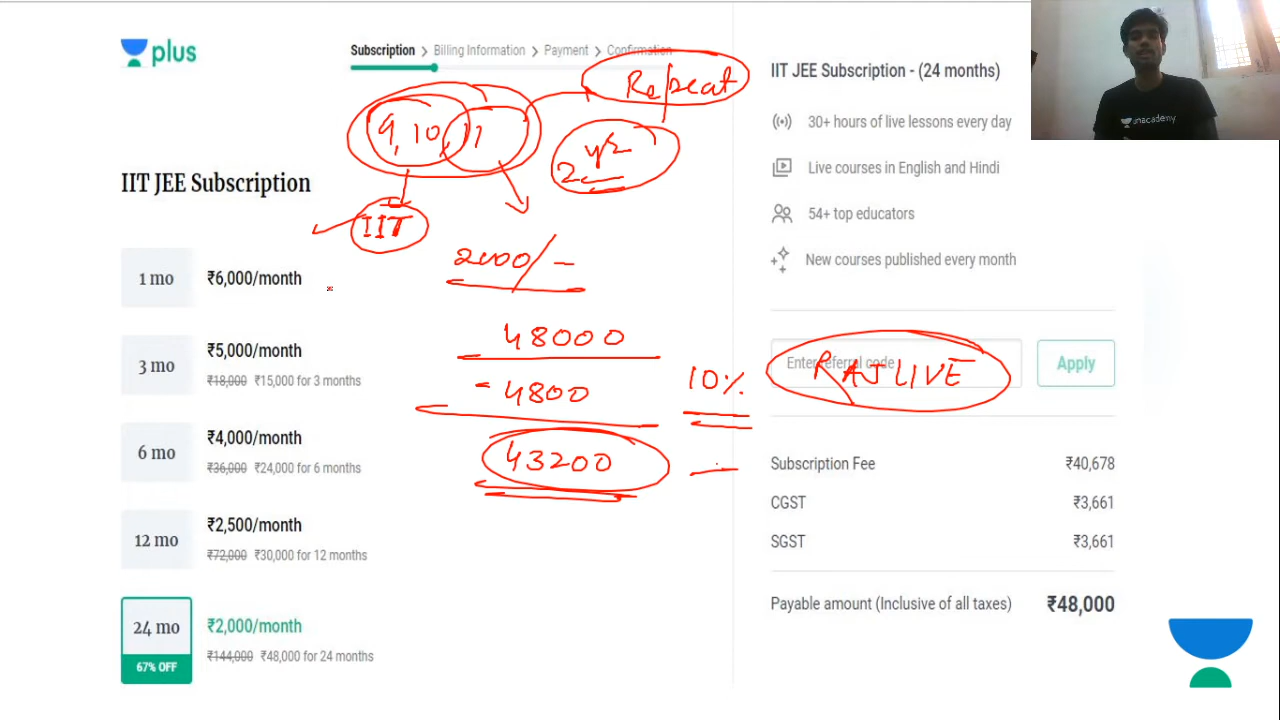 plus
Subscription > Billing Information > Payment > Confirmation
Repeat
9, 10, 11
2 yr
IIT JEE Subscription
IIT
2000/-
1 mo ₹6,000/month
3 mo ₹5,000/month
₹18,000 ₹15,000 for 3 months
6 mo ₹4,000/month
₹36,000 ₹24,000 for 6 months
12 mo ₹2,500/month
₹72,000 ₹30,000 for 12 months
24 mo ₹2,000/month
67% OFF ₹144,000 ₹48,000 for 24 months
48000
- 4800 10%
43200
IIT JEE Subscription - (24 months)
30+ hours of live lessons every day
Live courses in English and Hindi
54+ top educators
New courses published every month
Enter referral code Apply
RAJLIVE
Subscription Fee ₹40,678
CGST ₹3,661
SGST ₹3,661
Payable amount (Inclusive of all taxes) ₹48,000
unacademy